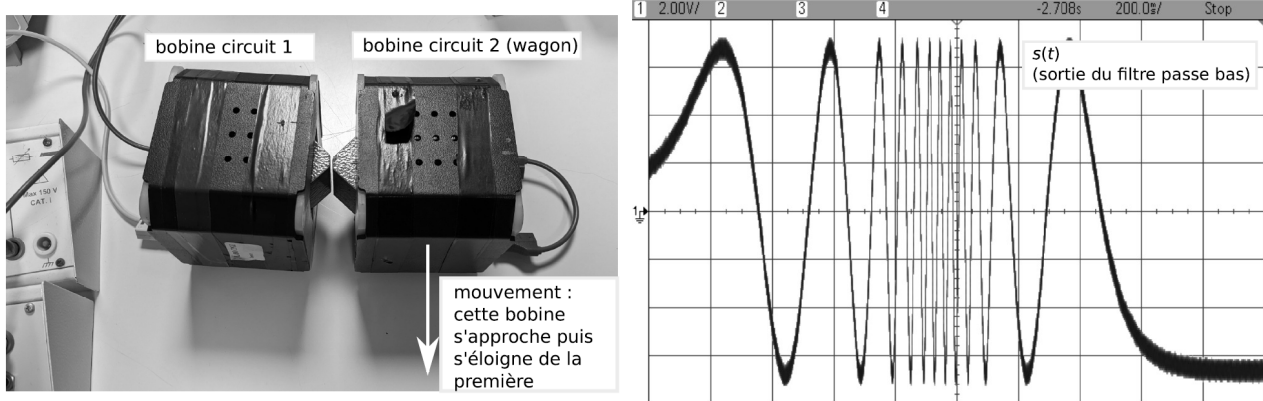 bobine circuit 1
bobine circuit 2 (wagon)
Max 150 V
CAT. I
mouvement :
cette bobine
s'approche puis
s'éloigne de la
première
1 2.00V/ 2 3 4 -2.708s 200.0ms/ Stop
s(t)
(sortie du filtre passe bas)
1